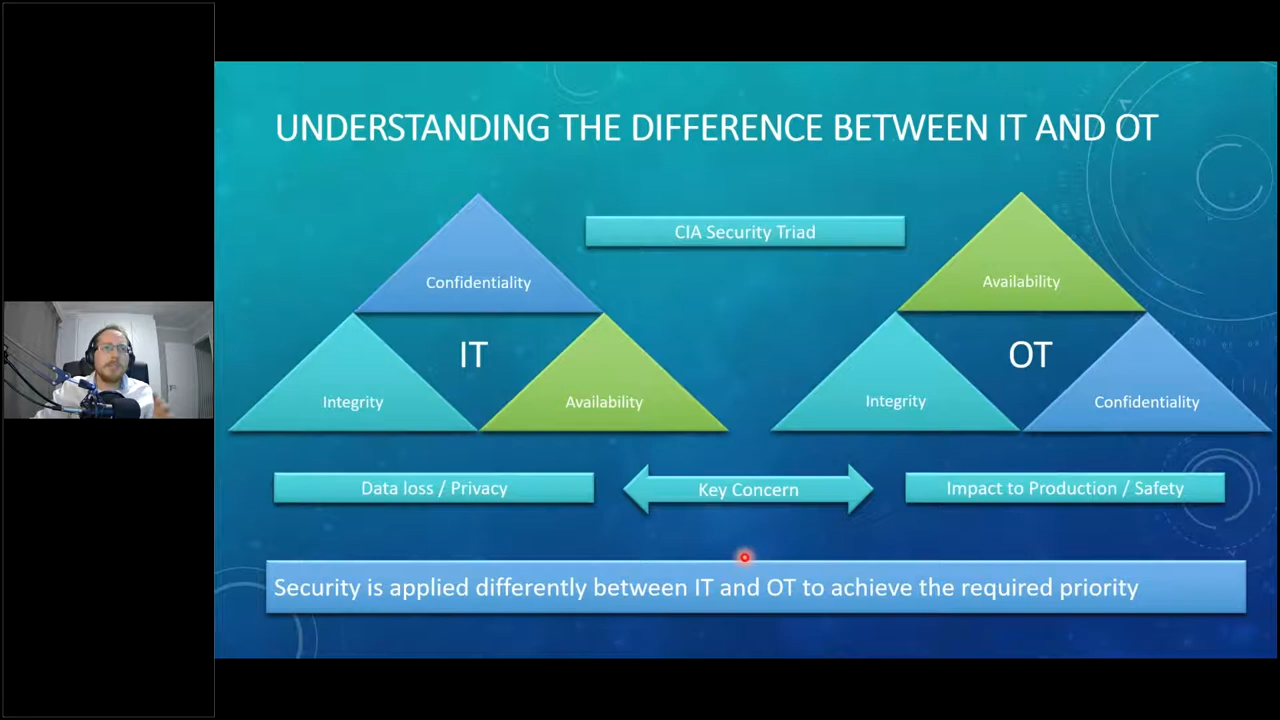 UNDERSTANDING THE DIFFERENCE BETWEEN IT AND OT
CIA Security Triad
Confidentiality
IT
Integrity
Availability
Availability
OT
Integrity
Confidentiality
Data loss / Privacy
Key Concern
Impact to Production / Safety
Security is applied differently between IT and OT to achieve the required priority